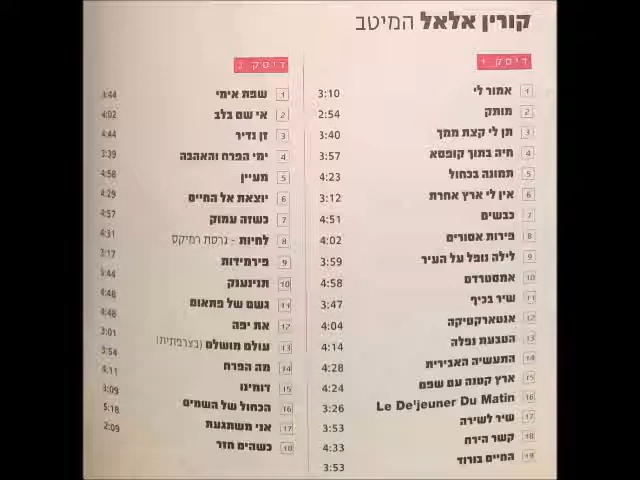 קורין אלאל המיטב
דיסק 1
1 אמור לי 3:10
2 מותק 2:54
3 תן לי קצת ממך 3:40
4 חיה בתוך קופסא 3:57
5 תמונה בכחול 4:23
6 אין לי ארץ אחרת 3:12
7 כבשים 4:51
8 פירות אסורים 4:02
9 לילה נופל על העיר 3:59
10 אמסטרדם 4:58
11 שיר בכיף 3:47
12 אנטארקטיקה 4:04
13 הטבעת נפלה 4:14
14 התעשיה האבירית 4:28
15 ארץ קטנה עם שפם 4:24
16 Le De'jeuner Du Matin 3:26
17 שיר לשירה 3:53
18 קשר הירח 4:33
19 החיים בורוד 3:53
דיסק 2
1 שפת אימי 3:44
2 אי שם בלב 4:02
3 זן נדיר 4:44
4 ימי הפרח והאהבה 3:39
5 מעיין 4:58
6 יוצאת אל החיים 4:29
7 כשזה עמוק 4:57
8 לחיות - גרסת רמיקס 4:31
9 פירמידות 3:17
10 תנינענק 3:44
11 גשם של פתאום 4:48
12 את יפה 4:48
13 עולם מושלם (בצרפתית) 3:01
14 מה הפרח 3:54
15 דומינו 4:11
16 הכחול של השמים 3:09
17 אני משתגעת 5:18
18 כשהים חזר 2:09